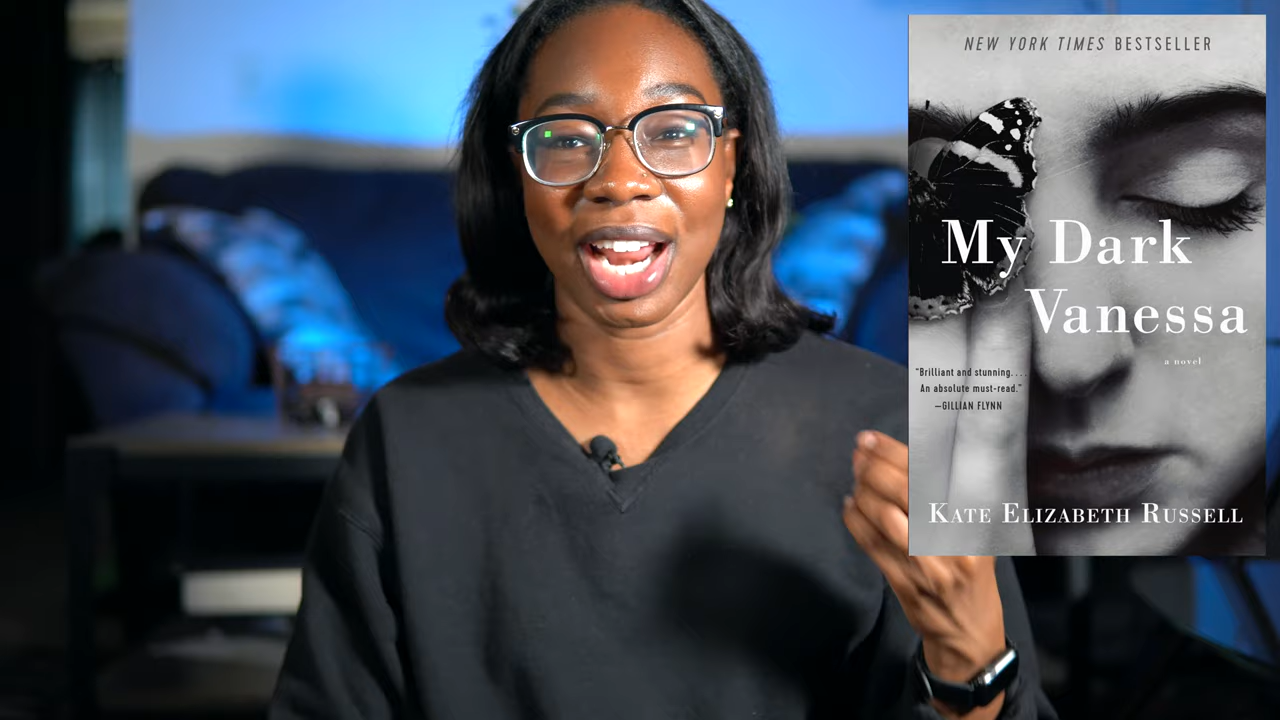 NEW YORK TIMES BESTSELLER
My Dark
Vanessa
a novel
“Brilliant and stunning. . . .
An absolute must-read.”
—GILLIAN FLYNN
KATE ELIZABETH RUSSELL